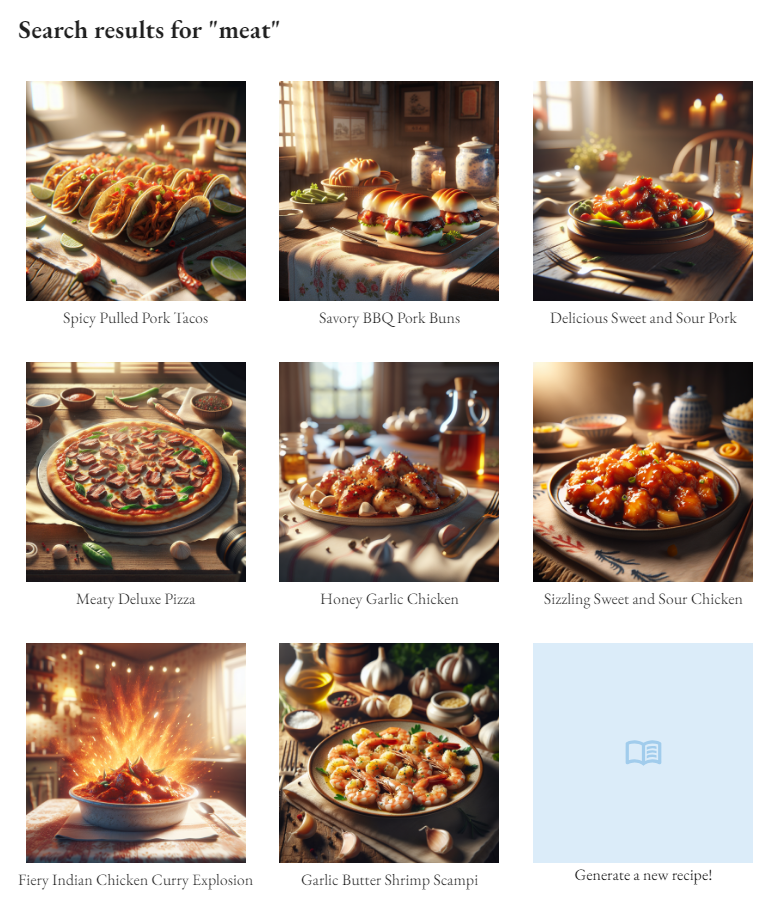 Search results for "meat"
Spicy Pulled Pork Tacos
Savory BBQ Pork Buns
Delicious Sweet and Sour Pork
Meaty Deluxe Pizza
Honey Garlic Chicken
Sizzling Sweet and Sour Chicken
Fiery Indian Chicken Curry Explosion
Garlic Butter Shrimp Scampi
Generate a new recipe!